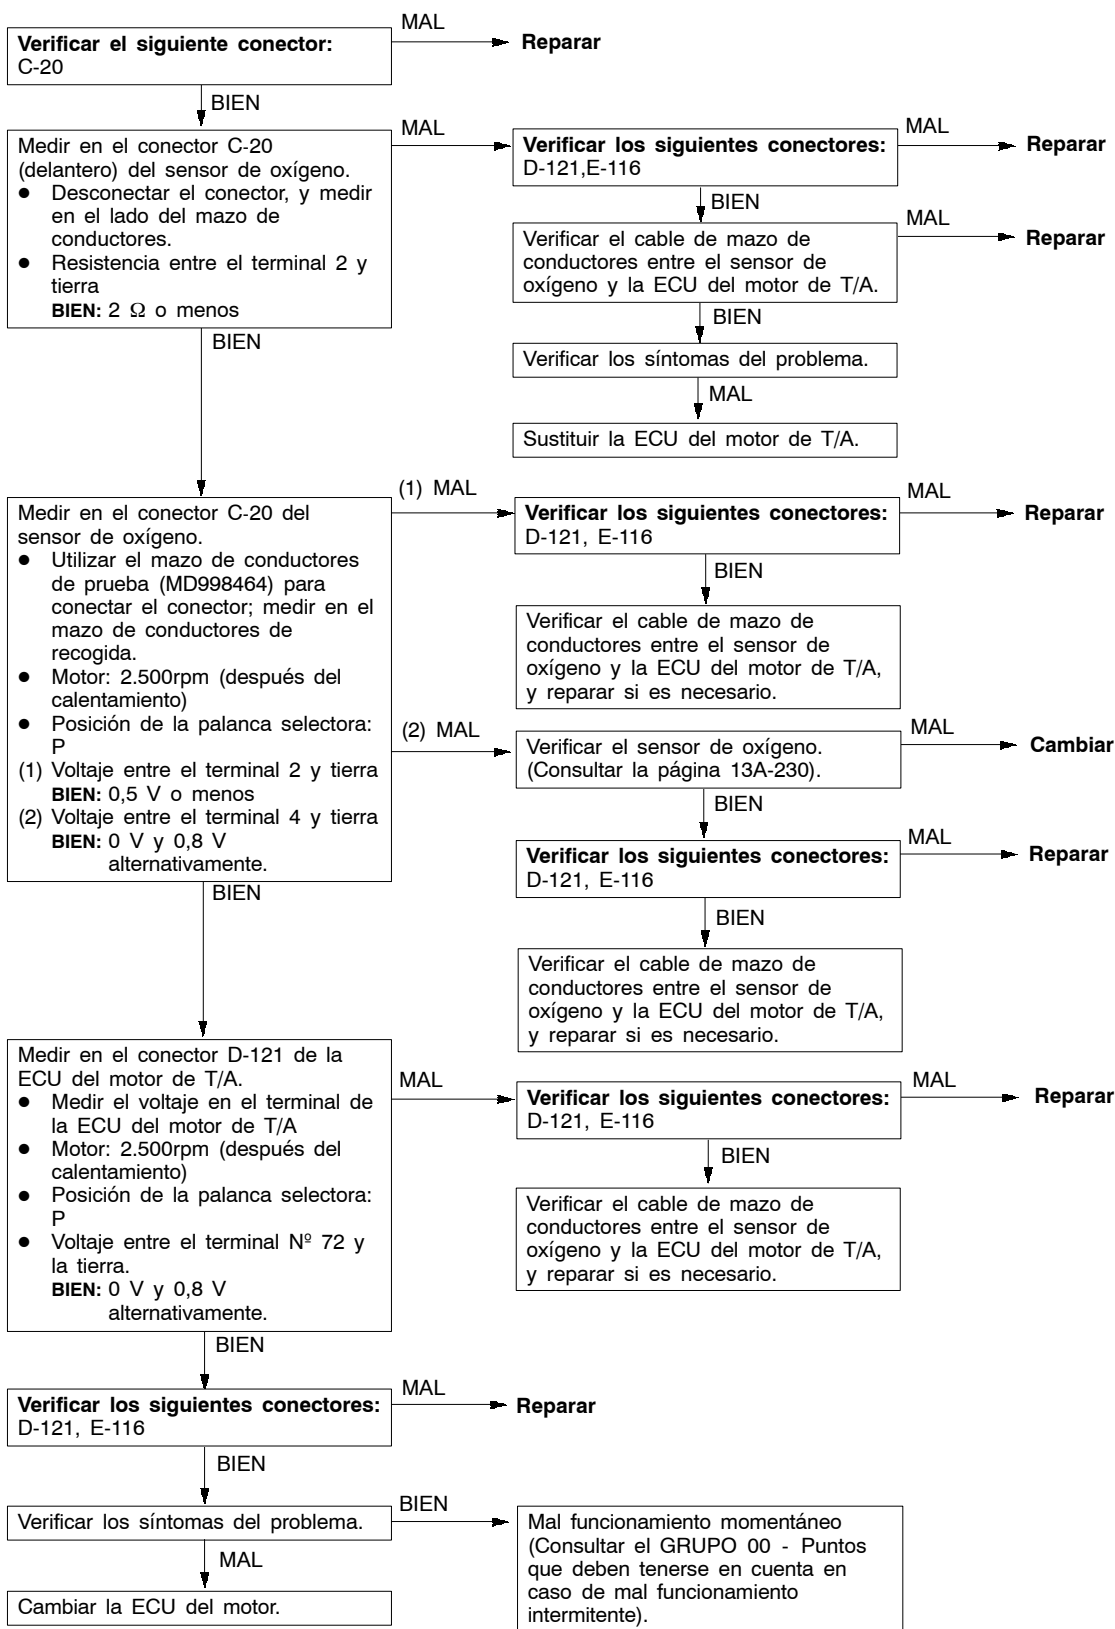 MAL
Verificar el siguiente conector:
C-20
Reparar
BIEN
Medir en el conector C-20
(delantero) del sensor de oxígeno.
● Desconectar el conector, y medir
en el lado del mazo de
conductores.
● Resistencia entre el terminal 2 y
tierra
BIEN: 2 Ω o menos
MAL
Verificar los siguientes conectores:
D-121,E-116
MAL
Reparar
BIEN
Verificar el cable de mazo de
conductores entre el sensor de
oxígeno y la ECU del motor de T/A.
MAL
Reparar
BIEN
Verificar los síntomas del problema.
MAL
Sustituir la ECU del motor de T/A.
BIEN
Medir en el conector C-20 del
sensor de oxígeno.
● Utilizar el mazo de conductores
de prueba (MD998464) para
conectar el conector; medir en el
mazo de conductores de
recogida.
● Motor: 2.500rpm (después del
calentamiento)
● Posición de la palanca selectora:
P
(1) Voltaje entre el terminal 2 y tierra
BIEN: 0,5 V o menos
(2) Voltaje entre el terminal 4 y tierra
BIEN: 0 V y 0,8 V
alternativamente.
(1) MAL
Verificar los siguientes conectores:
D-121, E-116
MAL
Reparar
BIEN
Verificar el cable de mazo de
conductores entre el sensor de
oxígeno y la ECU del motor de T/A,
y reparar si es necesario.
(2) MAL
Verificar el sensor de oxígeno.
(Consultar la página 13A-230).
MAL
Cambiar
BIEN
Verificar los siguientes conectores:
D-121, E-116
MAL
Reparar
BIEN
Verificar el cable de mazo de
conductores entre el sensor de
oxígeno y la ECU del motor de T/A,
y reparar si es necesario.
BIEN
Medir en el conector D-121 de la
ECU del motor de T/A.
● Medir el voltaje en el terminal de
la ECU del motor de T/A
● Motor: 2.500rpm (después del
calentamiento)
● Posición de la palanca selectora:
P
● Voltaje entre el terminal Nº 72 y
la tierra.
BIEN: 0 V y 0,8 V
alternativamente.
MAL
Verificar los siguientes conectores:
D-121, E-116
MAL
Reparar
BIEN
Verificar el cable de mazo de
conductores entre el sensor de
oxígeno y la ECU del motor de T/A,
y reparar si es necesario.
BIEN
Verificar los siguientes conectores:
D-121, E-116
MAL
Reparar
BIEN
Verificar los síntomas del problema.
BIEN
Mal funcionamiento momentáneo
(Consultar el GRUPO 00 - Puntos
que deben tenerse en cuenta en
caso de mal funcionamiento
intermitente).
MAL
Cambiar la ECU del motor.